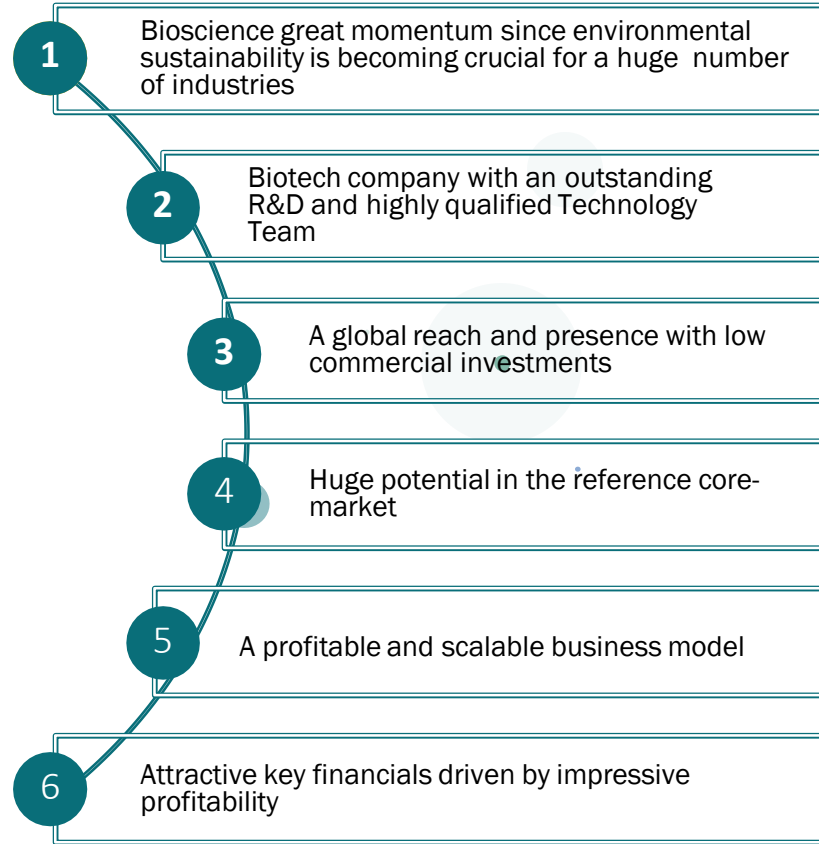 1
Bioscience great momentum since environmental
sustainability is becoming crucial for a huge number
of industries
2
Biotech company with an outstanding
R&D and highly qualified Technology
Team
3
A global reach and presence with low
commercial investments
4
Huge potential in the reference core-
market
5
A profitable and scalable business model
6
Attractive key financials driven by impressive
profitability